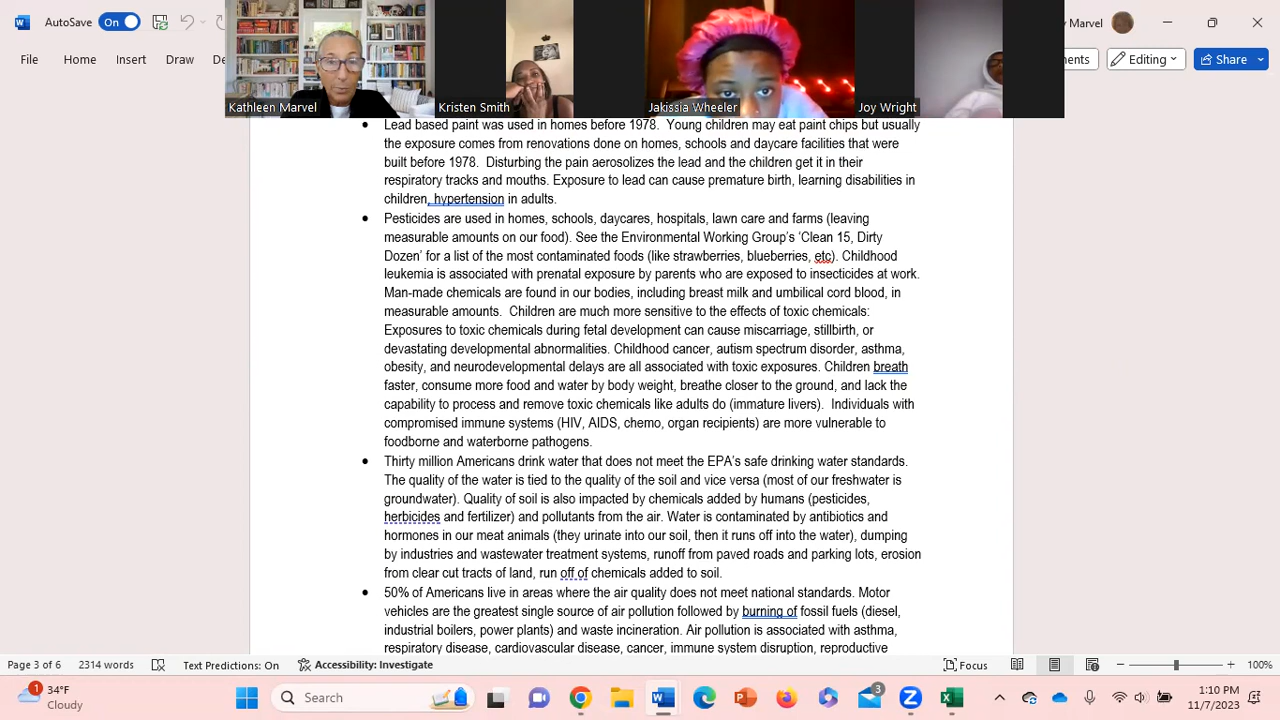 AutoSave On
Marvel
File Home Insert Draw
Editing Share
Kathleen Marvel Kristen Smith Jakissia Wheeler Joy Wright
Lead based paint was used in homes before 1978. Young children may eat paint chips but usually
the exposure comes from renovations done on homes, schools and daycare facilities that were
built before 1978. Disturbing the pain aerosolizes the lead and the children get it in their
respiratory tracks and mouths. Exposure to lead can cause premature birth, learning disabilities in
children, hypertension in adults.
Pesticides are used in homes, schools, daycares, hospitals, lawn care and farms (leaving
measurable amounts on our food). See the Environmental Working Group's 'Clean 15, Dirty
Dozen' for a list of the most contaminated foods (like strawberries, blueberries, etc). Childhood
leukemia is associated with prenatal exposure by parents who are exposed to insecticides at work.
Man-made chemicals are found in our bodies, including breast milk and umbilical cord blood, in
measurable amounts. Children are much more sensitive to the effects of toxic chemicals:
Exposures to toxic chemicals during fetal development can cause miscarriage, stillbirth, or
devastating developmental abnormalities. Childhood cancer, autism spectrum disorder, asthma,
obesity, and neurodevelopmental delays are all associated with toxic exposures. Children breath
faster, consume more food and water by body weight, breathe closer to the ground, and lack the
capability to process and remove toxic chemicals like adults do (immature livers). Individuals with
compromised immune systems (HIV, AIDS, chemo, organ recipients) are more vulnerable to
foodborne and waterborne pathogens.
Thirty million Americans drink water that does not meet the EPA's safe drinking water standards.
The quality of the water is tied to the quality of the soil and vice versa (most of our freshwater is
groundwater). Quality of soil is also impacted by chemicals added by humans (pesticides,
herbicides and fertilizer) and pollutants from the air. Water is contaminated by antibiotics and
hormones in our meat animals (they urinate into our soil, then it runs off into the water), dumping
by industries and wastewater treatment systems, runoff from paved roads and parking lots, erosion
from clear cut tracts of land, run off of chemicals added to soil.
50% of Americans live in areas where the air quality does not meet national standards. Motor
vehicles are the greatest single source of air pollution followed by burning of fossil fuels (diesel,
industrial boilers, power plants) and waste incineration. Air pollution is associated with asthma,
respiratory disease, cardiovascular disease, cancer, immune system disruption, reproductive
Page 3 of 6 2314 words Text Predictions: On Accessibility: Investigate Focus 100%
1 34°F Search 3 1:10 PM
Cloudy 11/7/2023